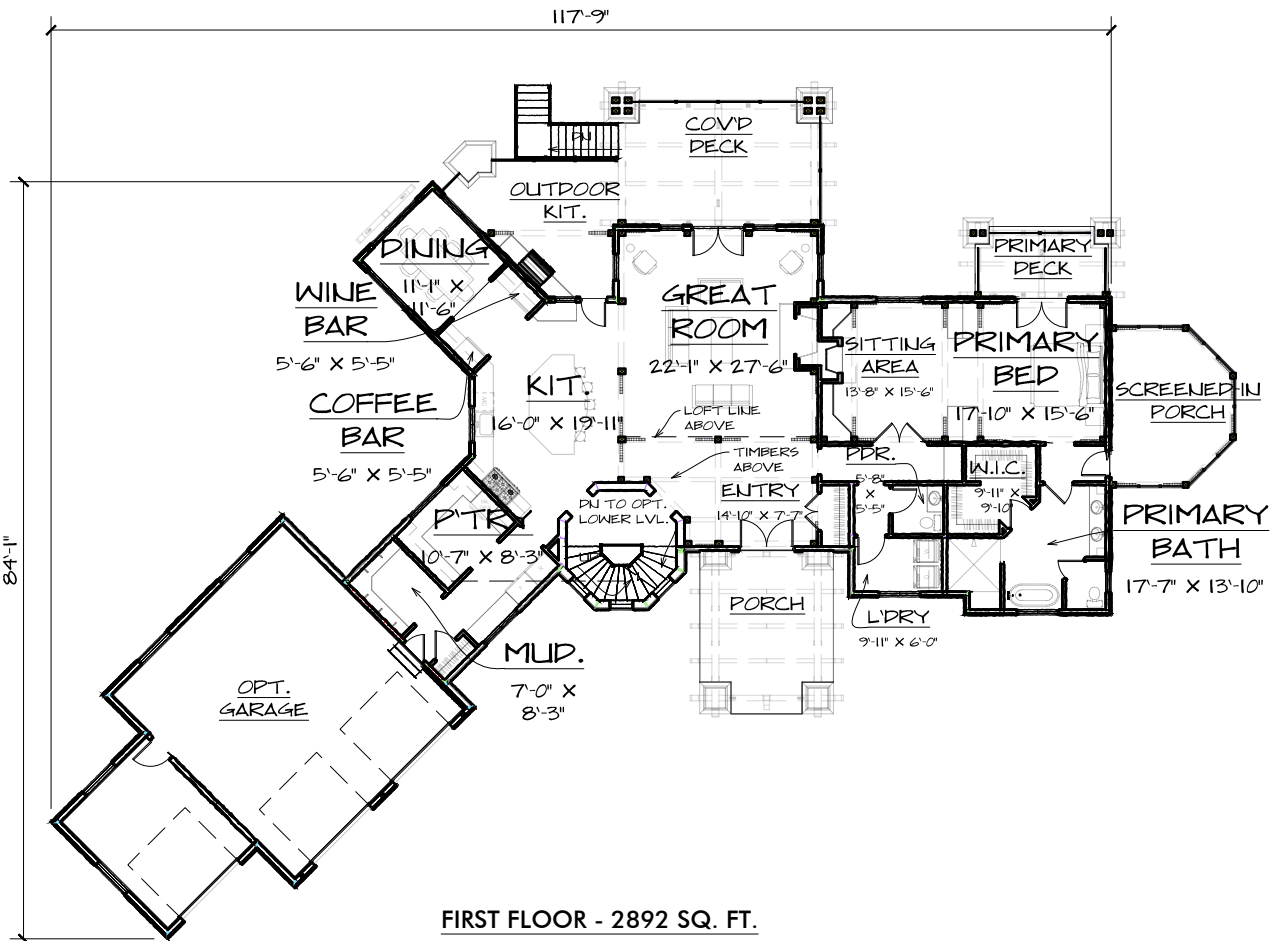 117'-9"
84'-1"
COV'D
DECK
DN
OUTDOOR
KIT.
DINING
11'-1" X
11'-6"
WINE
BAR
5'-6" X 5'-5"
COFFEE
BAR
5'-6" X 5'-5"
KIT.
16'-0" X 19'-11"
GREAT
ROOM
22'-1" X 27'-6"
LOFT LINE
ABOVE
TIMBERS
ABOVE
PRIMARY
DECK
SITTING
AREA
13'-8" X 15'-6"
PRIMARY
BED
17'-10" X 15'-6"
SCREENED-IN
PORCH
PDR.
5'-8"
X
5'-5"
W.I.C.
9'-11" X
9'-10"
ENTRY
14'-10" X 7'-7"
DN TO OPT.
LOWER LVL.
UP
P'TRY
10'-7" X 8'-3"
PRIMARY
BATH
17'-7" X 13'-10"
PORCH
L'DRY
9'-11" X 6'-0"
MUD.
7'-0" X
8'-3"
OPT.
GARAGE
FIRST FLOOR - 2892 SQ. FT.